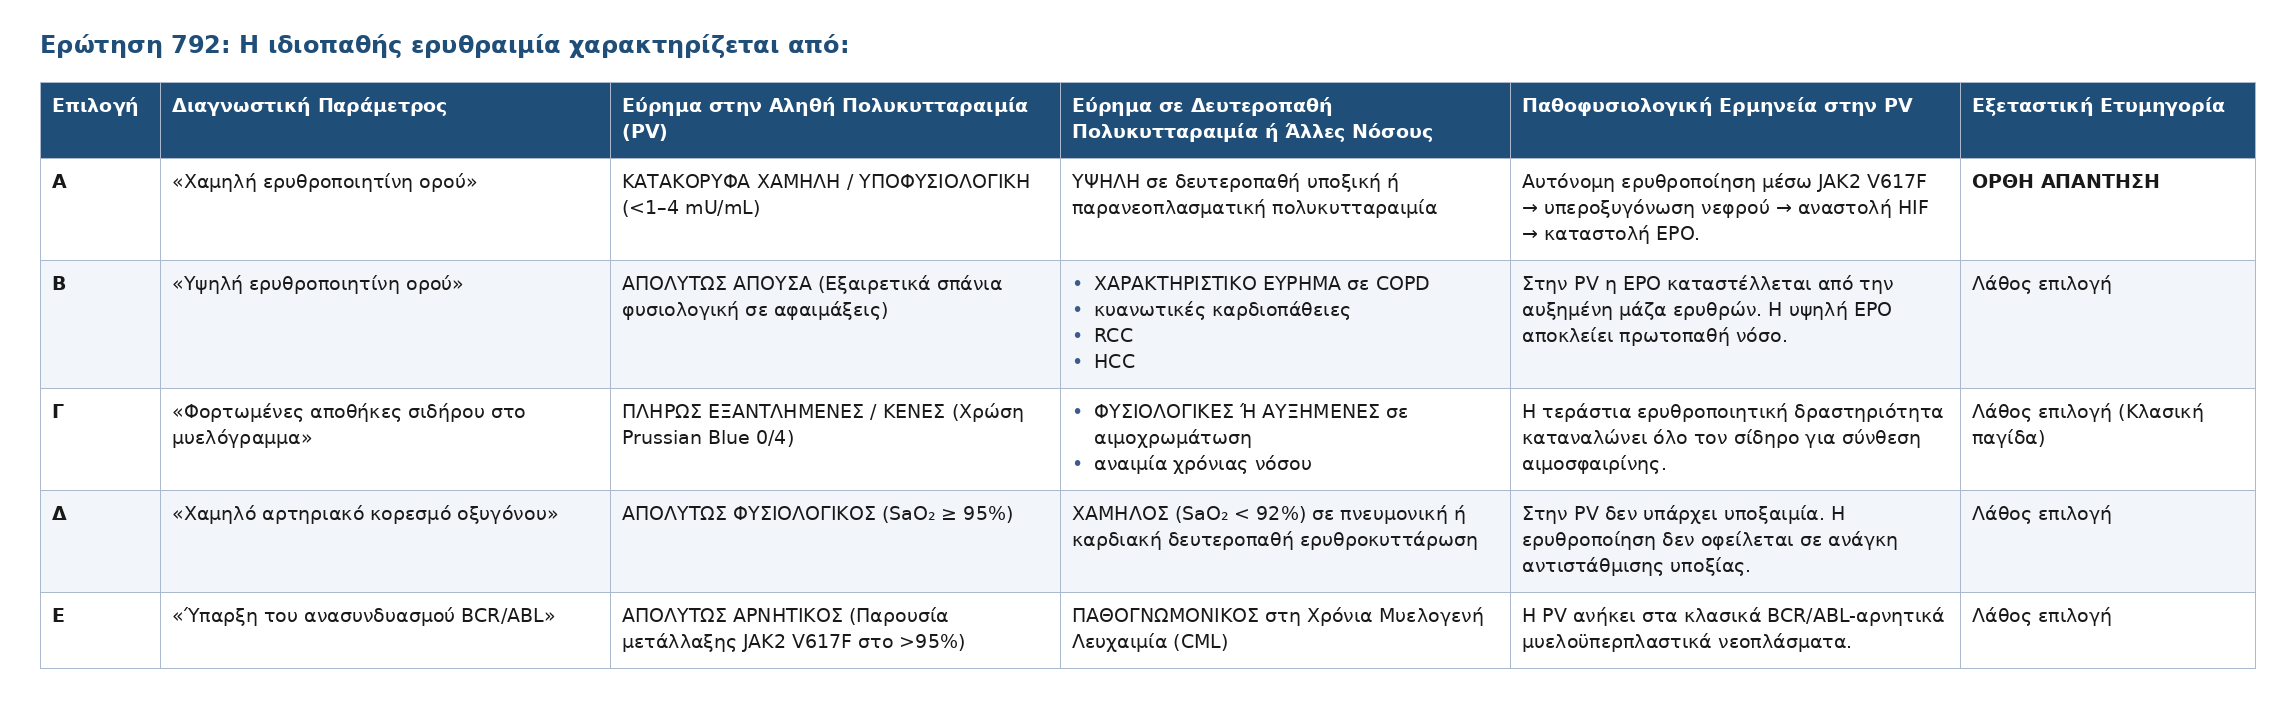 Ερώτηση 792: Η ιδιοπαθής ερυθραιμία χαρακτηρίζεται από:
Επιλογή
Διαγνωστική Παράμετρος
Εύρημα στην Αληθή Πολυκυτταραιμία
(PV)
Εύρημα σε Δευτεροπαθή
Πολυκυτταραιμία ή Άλλες Νόσους
Παθοφυσιολογική Ερμηνεία στην PV
Εξεταστική Ετυμηγορία
Α
«Χαμηλή ερυθροποιητίνη ορού»
ΚΑΤΑΚΟΡΥΦΑ ΧΑΜΗΛΗ / ΥΠΟΦΥΣΙΟΛΟΓΙΚΗ
(<1–4 mU/mL)
ΥΨΗΛΗ σε δευτεροπαθή υποξική ή
παρανεοπλασματική πολυκυτταραιμία
Αυτόνομη ερυθροποίηση μέσω JAK2 V617F
→ υπεροξυγόνωση νεφρού → αναστολή HIF
→ καταστολή EPO.
ΟΡΘΗ ΑΠΑΝΤΗΣΗ
Β
«Υψηλή ερυθροποιητίνη ορού»
ΑΠΟΛΥΤΩΣ ΑΠΟΥΣΑ (Εξαιρετικά σπάνια
φυσιολογική σε αφαιμάξεις)
• ΧΑΡΑΚΤΗΡΙΣΤΙΚΟ ΕΥΡΗΜΑ σε COPD
• κυανωτικές καρδιοπάθειες
• RCC
• HCC
Στην PV η EPO καταστέλλεται από την
αυξημένη μάζα ερυθρών. Η υψηλή EPO
αποκλείει πρωτοπαθή νόσο.
Λάθος επιλογή
Γ
«Φορτωμένες αποθήκες σιδήρου στο
μυελόγραμμα»
ΠΛΗΡΩΣ ΕΞΑΝΤΛΗΜΕΝΕΣ / ΚΕΝΕΣ (Χρώση
Prussian Blue 0/4)
• ΦΥΣΙΟΛΟΓΙΚΕΣ Ή ΑΥΞΗΜΕΝΕΣ σε
αιμοχρωμάτωση
• αναιμία χρόνιας νόσου
Η τεράστια ερυθροποιητική δραστηριότητα
καταναλώνει όλο τον σίδηρο για σύνθεση
αιμοσφαιρίνης.
Λάθος επιλογή (Κλασική
παγίδα)
Δ
«Χαμηλό αρτηριακό κορεσμό οξυγόνου»
ΑΠΟΛΥΤΩΣ ΦΥΣΙΟΛΟΓΙΚΟΣ (SaO₂ ≥ 95%)
ΧΑΜΗΛΟΣ (SaO₂ < 92%) σε πνευμονική ή
καρδιακή δευτεροπαθή ερυθροκυττάρωση
Στην PV δεν υπάρχει υποξαιμία. Η
ερυθροποίηση δεν οφείλεται σε ανάγκη
αντιστάθμισης υποξίας.
Λάθος επιλογή
Ε
«Ύπαρξη του ανασυνδυασμού BCR/ABL»
ΑΠΟΛΥΤΩΣ ΑΡΝΗΤΙΚΟΣ (Παρουσία
μετάλλαξης JAK2 V617F στο >95%)
ΠΑΘΟΓΝΩΜΟΝΙΚΟΣ στη Χρόνια Μυελογενή
Λευχαιμία (CML)
Η PV ανήκει στα κλασικά BCR/ABL-αρνητικά
μυελοϋπερπλαστικά νεοπλάσματα.
Λάθος επιλογή